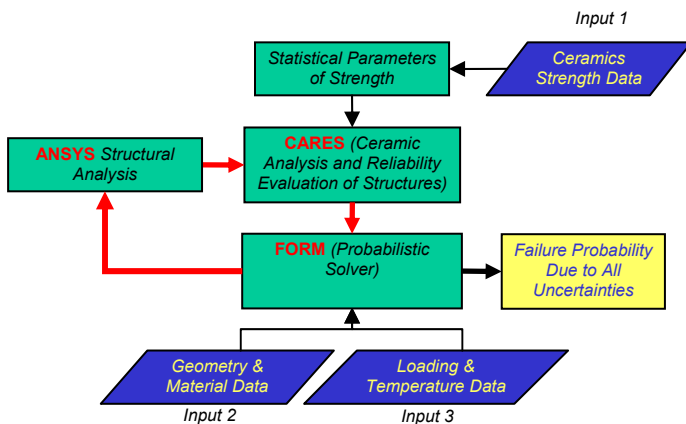 Input 1
Statistical Parameters
of Strength
Ceramics
Strength Data
ANSYS Structural
Analysis
CARES (Ceramic
Analysis and Reliability
Evaluation of Structures)
FORM (Probabilistic
Solver)
Failure Probability
Due to All
Uncertainties
Geometry &
Material Data
Loading &
Temperature Data
Input 2
Input 3